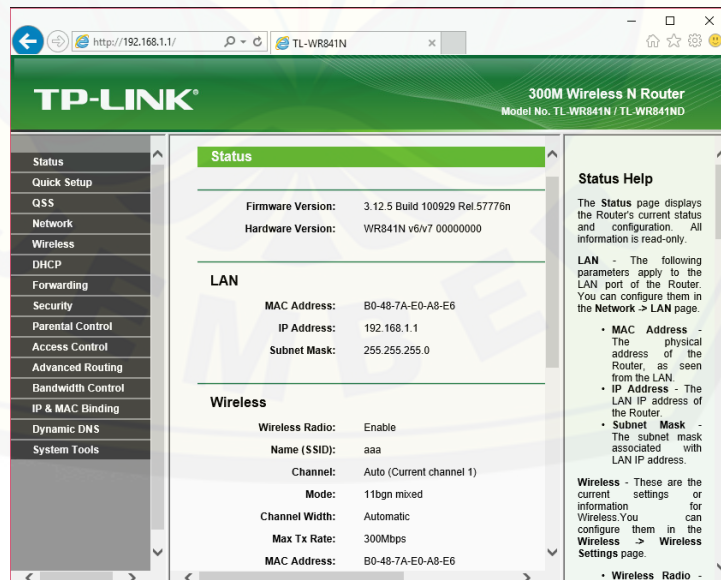 http://192.168.1.1/
TL-WR841N
TP-LINK®
300M Wireless N Router
Model No. TL-WR841N / TL-WR841ND
Status
Quick Setup
QSS
Network
Wireless
DHCP
Forwarding
Security
Parental Control
Access Control
Advanced Routing
Bandwidth Control
IP & MAC Binding
Dynamic DNS
System Tools
Status
Firmware Version: 3.12.5 Build 100929 Rel.57776n
Hardware Version: WR841N v6/v7 00000000
LAN
MAC Address: B0-48-7A-E0-A8-E6
IP Address: 192.168.1.1
Subnet Mask: 255.255.255.0
Wireless
Wireless Radio: Enable
Name (SSID): aaa
Channel: Auto (Current channel 1)
Mode: 11bgn mixed
Channel Width: Automatic
Max Tx Rate: 300Mbps
MAC Address: B0-48-7A-E0-A8-E6
Status Help
The Status page displays
the Router's current status
and configuration. All
information is read-only.
LAN - The following
parameters apply to the
LAN port of the Router.
You can configure them in
the Network -> LAN page.
• MAC Address -
The physical
address of the
Router, as seen
from the LAN.
• IP Address - The
LAN IP address of
the Router.
• Subnet Mask -
The subnet mask
associated with
LAN IP address.
Wireless - These are the
current settings or
information for
Wireless.You can
configure them in the
Wireless -> Wireless
Settings page.
• Wireless Radio -